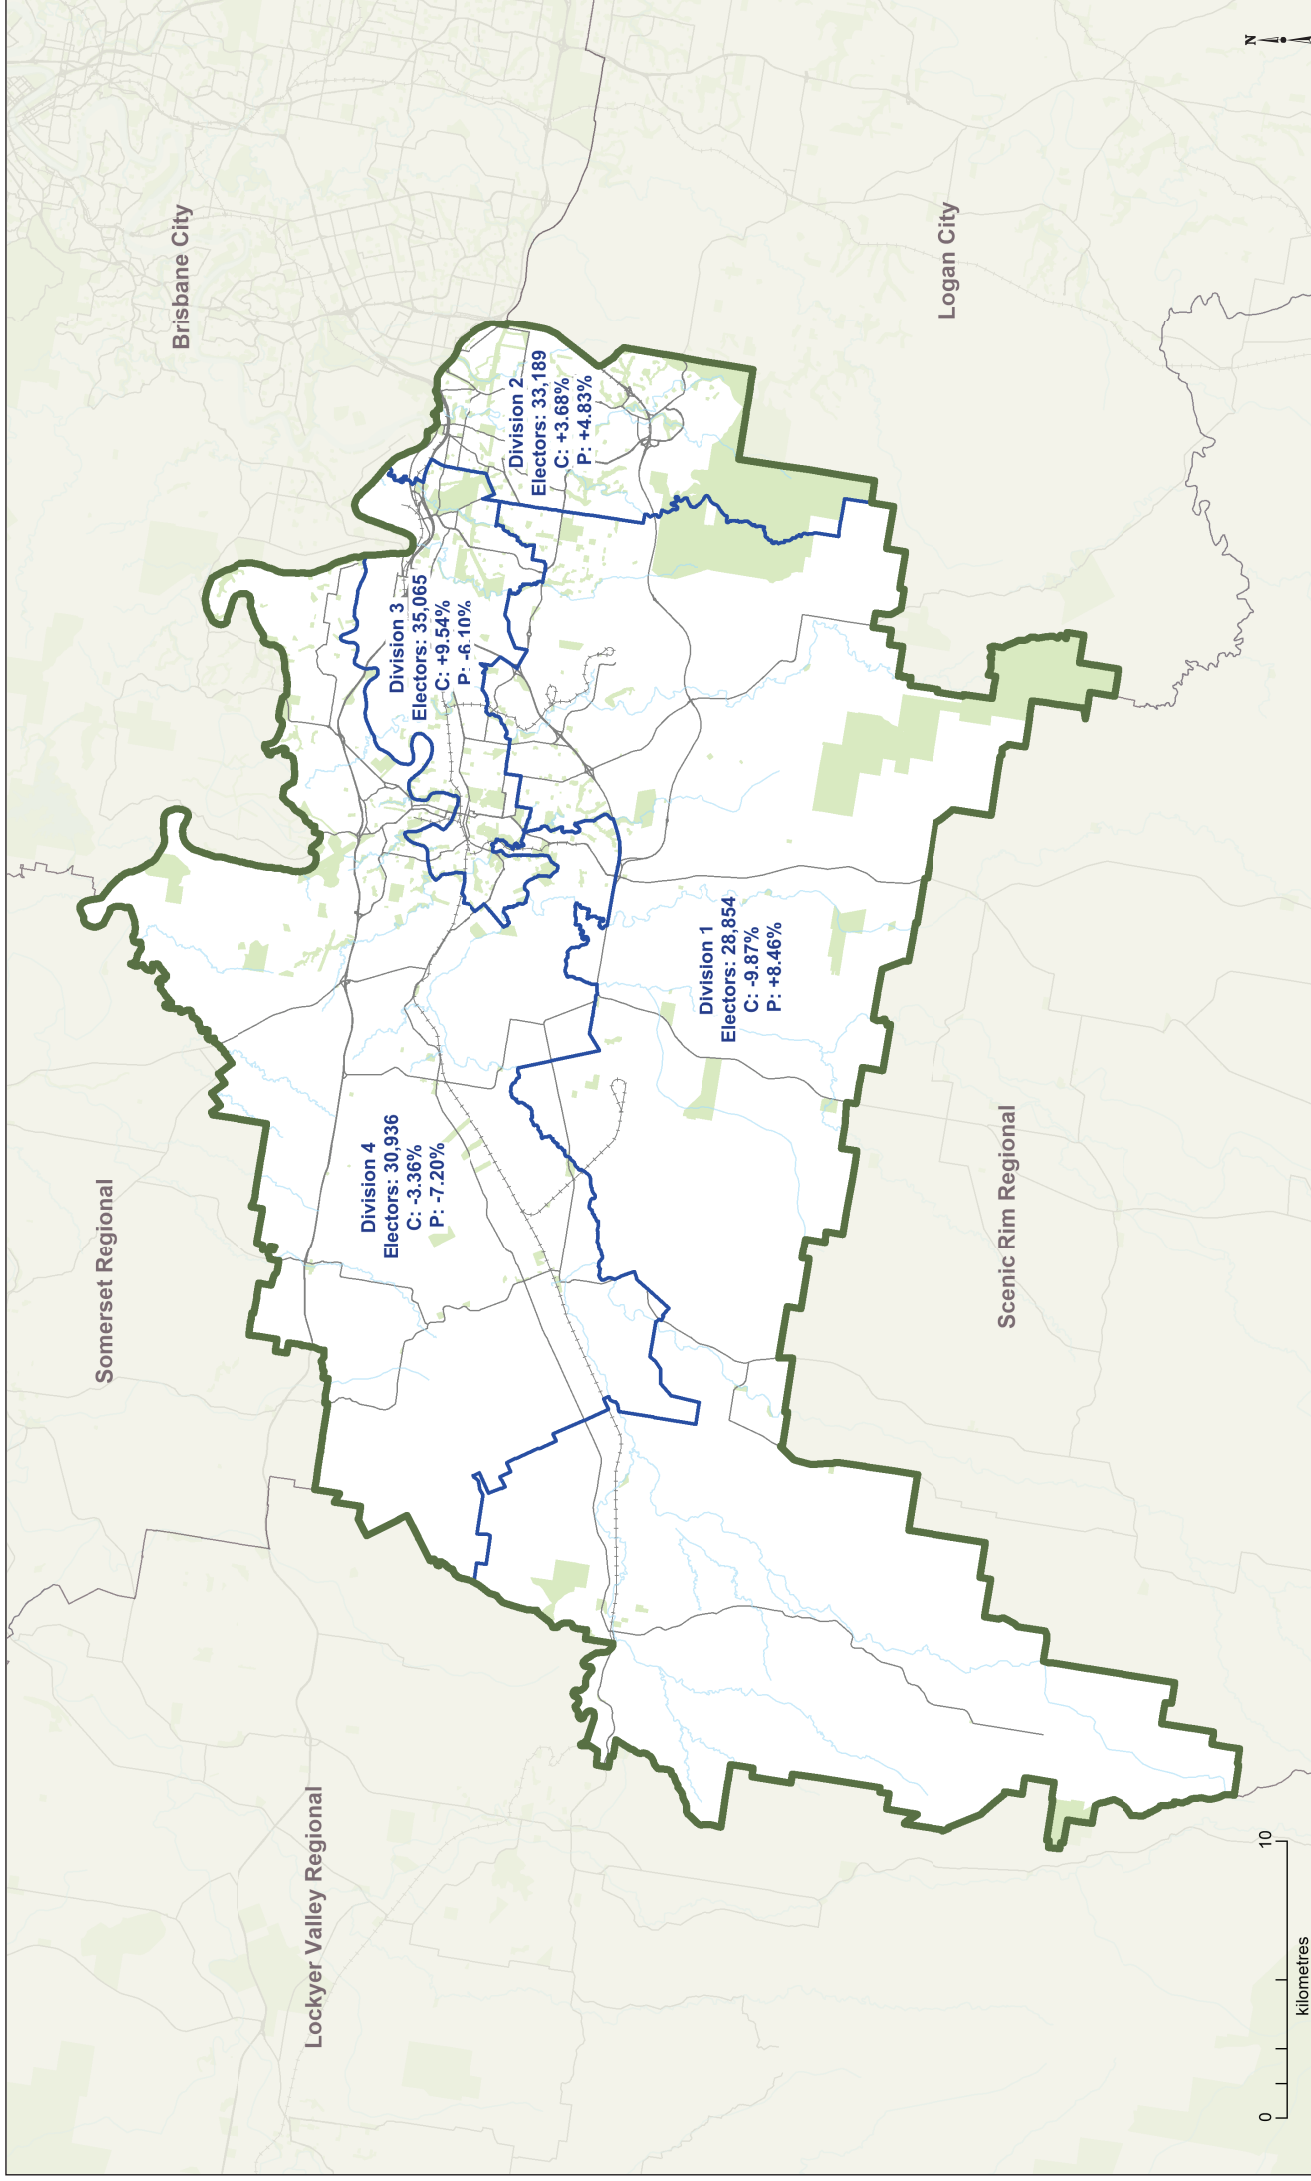 Somerset Regional
Brisbane City
Lockyer Valley Regional
Division 4
Electors: 30,936
C: -3.36%
P: -7.20%
Division 3
Electors: 35,065
C: +9.54%
P: -6.10%
Division 2
Electors: 33,189
C: +3.68%
P: +4.83%
Division 1
Electors: 28,854
C: -9.87%
P: +8.46%
Logan City
Scenic Rim Regional
0
10
kilometres
N